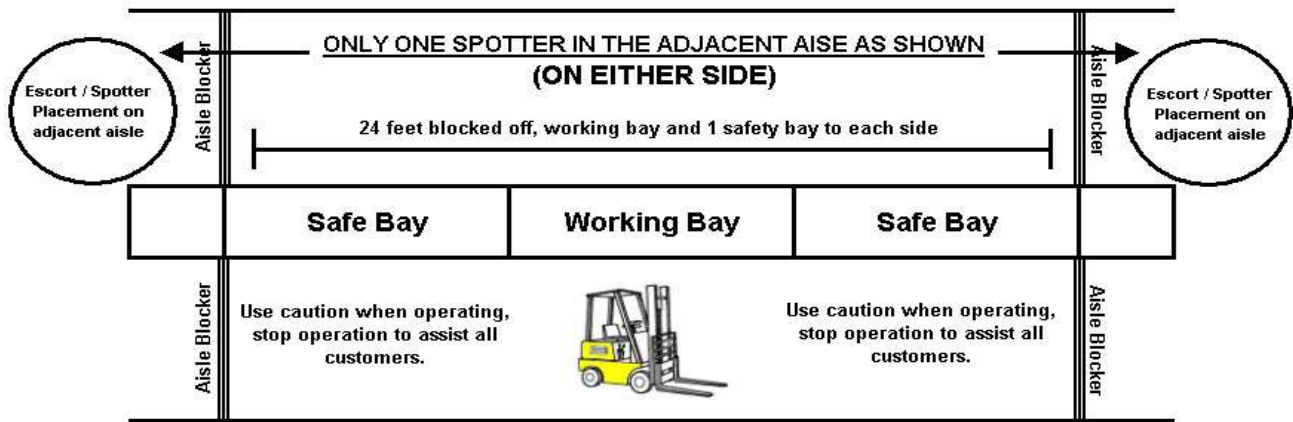 ONLY ONE SPOTTER IN THE ADJACENT AISE AS SHOWN
(ON EITHER SIDE)
Escort / Spotter
Placement on
adjacent aisle
Aisle Blocker
Aisle Blocker
Escort / Spotter
Placement on
adjacent aisle
24 feet blocked off, working bay and 1 safety bay to each side
Safe Bay
Working Bay
Safe Bay
Aisle Blocker
Use caution when operating,
stop operation to assist all
customers.
Use caution when operating,
stop operation to assist all
customers.
Aisle Blocker